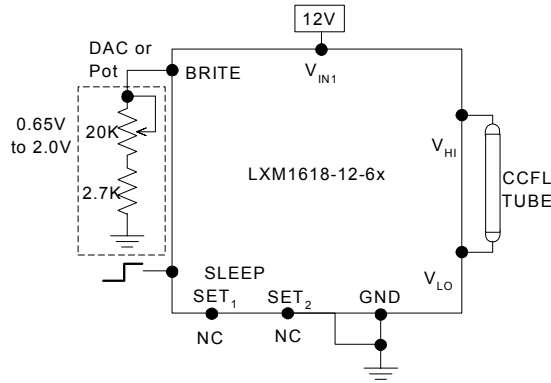 12V
DAC or
Pot
BRITE
V_IN1
0.65V
to 2.0V
20K
V_HI
2.7K
LXM1618-12-6x
CCFL
TUBE
SLEEP
V_LO
SET_1
SET_2
GND
NC
NC